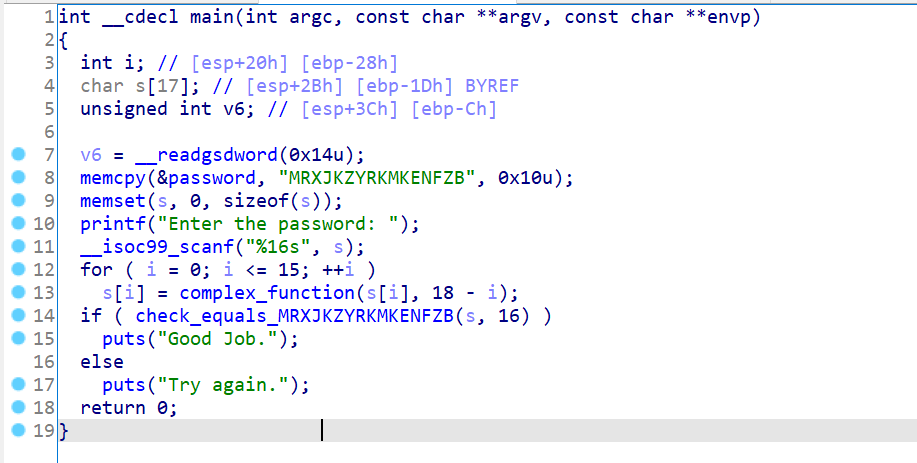 1 int __cdecl main(int argc, const char **argv, const char **envp)
2 {
3 int i; // [esp+20h] [ebp-28h]
4 char s[17]; // [esp+2Bh] [ebp-1Dh] BYREF
5 unsigned int v6; // [esp+3Ch] [ebp-Ch]
6
7 v6 = __readgsdword(0x14u);
8 memcpy(&password, "MRXJKZYRKMKENFZB", 0x10u);
9 memset(s, 0, sizeof(s));
10 printf("Enter the password: ");
11 __isoc99_scanf("%16s", s);
12 for ( i = 0; i <= 15; ++i )
13 s[i] = complex_function(s[i], 18 - i);
14 if ( check_equals_MRXJKZYRKMKENFZB(s, 16) )
15 puts("Good Job.");
16 else
17 puts("Try again.");
18 return 0;
19 }